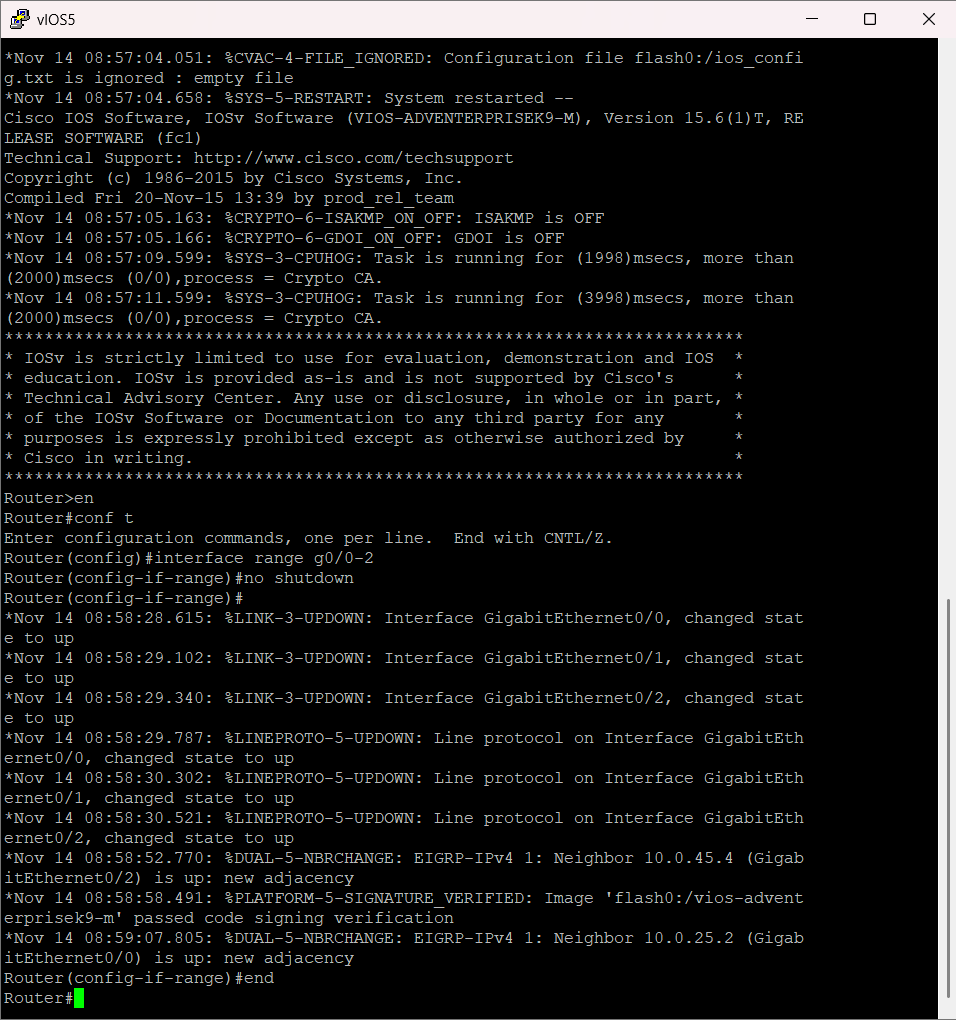 vIOS5
*Nov 14 08:57:04.051: %CVAC-4-FILE_IGNORED: Configuration file flash0:/ios_confi
g.txt is ignored : empty file
*Nov 14 08:57:04.658: %SYS-5-RESTART: System restarted --
Cisco IOS Software, IOSv Software (VIOS-ADVENTERPRISEK9-M), Version 15.6(1)T, RE
LEASE SOFTWARE (fc1)
Technical Support: http://www.cisco.com/techsupport
Copyright (c) 1986-2015 by Cisco Systems, Inc.
Compiled Fri 20-Nov-15 13:39 by prod_rel_team
*Nov 14 08:57:05.163: %CRYPTO-6-ISAKMP_ON_OFF: ISAKMP is OFF
*Nov 14 08:57:05.166: %CRYPTO-6-GDOI_ON_OFF: GDOI is OFF
*Nov 14 08:57:09.599: %SYS-3-CPUHOG: Task is running for (1998)msecs, more than
(2000)msecs (0/0),process = Crypto CA.
*Nov 14 08:57:11.599: %SYS-3-CPUHOG: Task is running for (3998)msecs, more than
(2000)msecs (0/0),process = Crypto CA.
**************************************************************************
* IOSv is strictly limited to use for evaluation, demonstration and IOS  *
* education. IOSv is provided as-is and is not supported by Cisco's      *
* Technical Advisory Center. Any use or disclosure, in whole or in part, *
* of the IOSv Software or Documentation to any third party for any       *
* purposes is expressly prohibited except as otherwise authorized by     *
* Cisco in writing.                                                      *
**************************************************************************
Router>en
Router#conf t
Enter configuration commands, one per line.  End with CNTL/Z.
Router(config)#interface range g0/0-2
Router(config-if-range)#no shutdown
Router(config-if-range)#
*Nov 14 08:58:28.615: %LINK-3-UPDOWN: Interface GigabitEthernet0/0, changed stat
e to up
*Nov 14 08:58:29.102: %LINK-3-UPDOWN: Interface GigabitEthernet0/1, changed stat
e to up
*Nov 14 08:58:29.340: %LINK-3-UPDOWN: Interface GigabitEthernet0/2, changed stat
e to up
*Nov 14 08:58:29.787: %LINEPROTO-5-UPDOWN: Line protocol on Interface GigabitEth
ernet0/0, changed state to up
*Nov 14 08:58:30.302: %LINEPROTO-5-UPDOWN: Line protocol on Interface GigabitEth
ernet0/1, changed state to up
*Nov 14 08:58:30.521: %LINEPROTO-5-UPDOWN: Line protocol on Interface GigabitEth
ernet0/2, changed state to up
*Nov 14 08:58:52.770: %DUAL-5-NBRCHANGE: EIGRP-IPv4 1: Neighbor 10.0.45.4 (Gigab
itEthernet0/2) is up: new adjacency
*Nov 14 08:58:58.491: %PLATFORM-5-SIGNATURE_VERIFIED: Image 'flash0:/vios-advent
erprisek9-m' passed code signing verification
*Nov 14 08:59:07.805: %DUAL-5-NBRCHANGE: EIGRP-IPv4 1: Neighbor 10.0.25.2 (Gigab
itEthernet0/0) is up: new adjacency
Router(config-if-range)#end
Router#